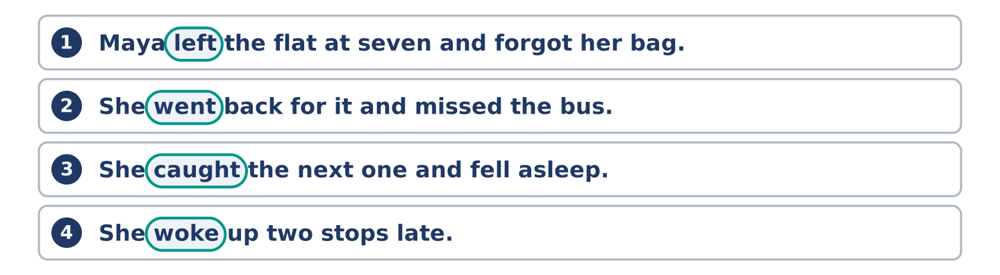 1 Maya left the flat at seven and forgot her bag.
2 She went back for it and missed the bus.
3 She caught the next one and fell asleep.
4 She woke up two stops late.